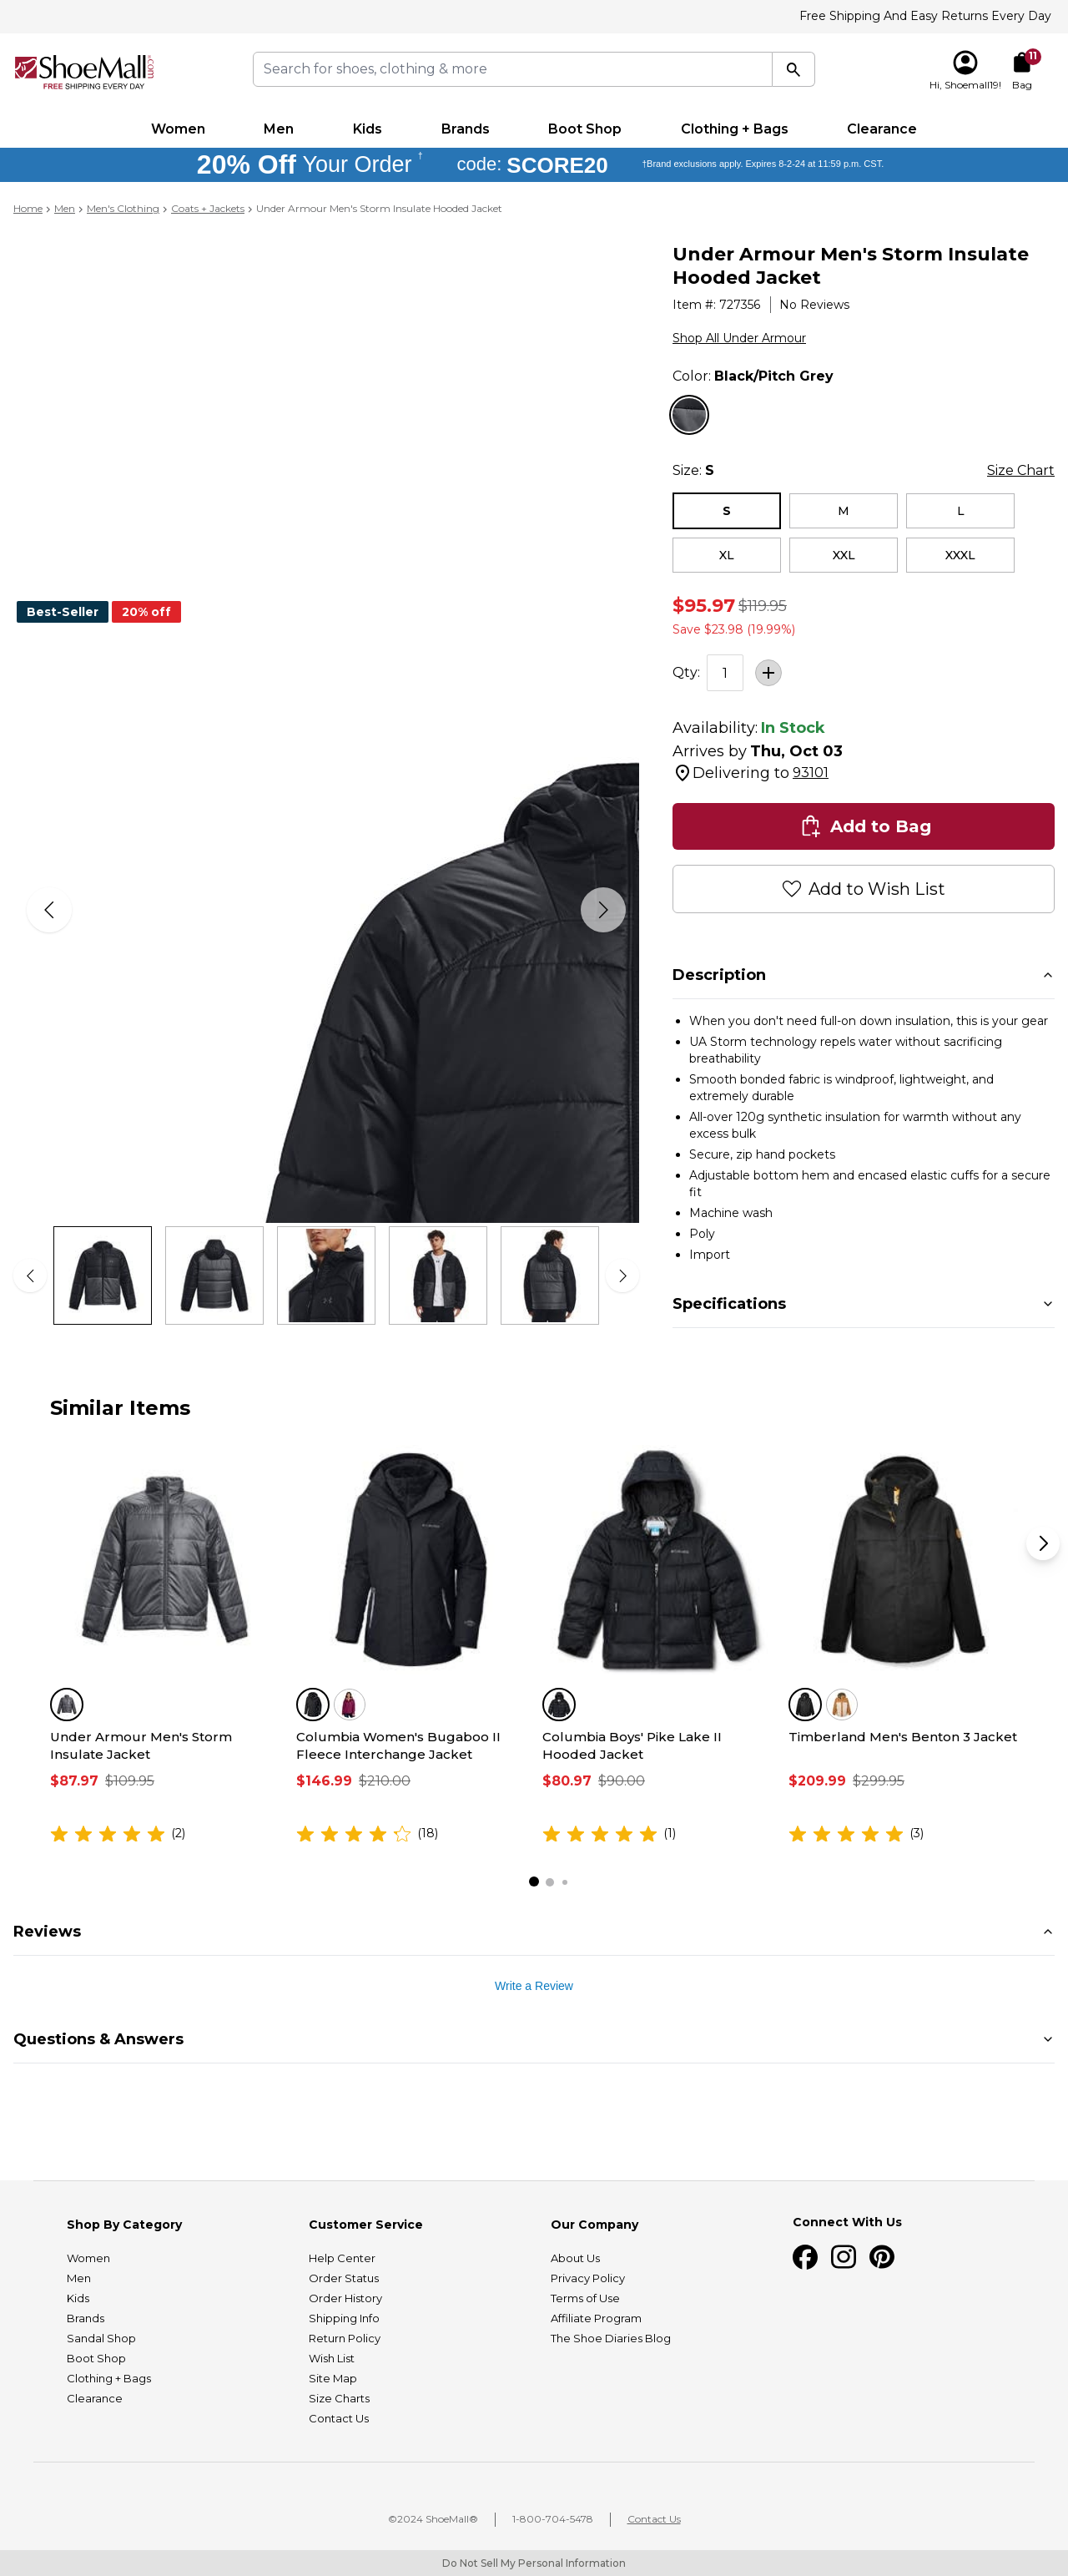 Free Shipping And Easy Returns Every Day
ShoeMall.com
FREE SHIPPING EVERY DAY
Search for shoes, clothing & more
11
Hi, Shoemall19!
Bag
Women
Men
Kids
Brands
Boot Shop
Clothing + Bags
Clearance
20% Off Your Order † code: SCORE20 †Brand exclusions apply. Expires 8-2-24 at 11:59 p.m. CST.
Home > Men > Men's Clothing > Coats + Jackets > Under Armour Men's Storm Insulate Hooded Jacket
Best-Seller
20% off
Under Armour Men's Storm Insulate
Hooded Jacket
Item #: 727356
No Reviews
Shop All Under Armour
Color: Black/Pitch Grey
Size: S
Size Chart
S
M
L
XL
XXL
XXXL
$95.97 $119.95
Save $23.98 (19.99%)
Qty: 1
Availability: In Stock
Arrives by Thu, Oct 03
Delivering to 93101
Add to Bag
Add to Wish List
Description
• When you don't need full-on down insulation, this is your gear
• UA Storm technology repels water without sacrificing
breathability
• Smooth bonded fabric is windproof, lightweight, and
extremely durable
• All-over 120g synthetic insulation for warmth without any
excess bulk
• Secure, zip hand pockets
• Adjustable bottom hem and encased elastic cuffs for a secure
fit
• Machine wash
• Poly
• Import
Specifications
Similar Items
Under Armour Men's Storm
Insulate Jacket
$87.97 $109.95
(2)
Columbia Women's Bugaboo II
Fleece Interchange Jacket
$146.99 $210.00
(18)
Columbia Boys' Pike Lake II
Hooded Jacket
$80.97 $90.00
(1)
Timberland Men's Benton 3 Jacket
$209.99 $299.95
(3)
Reviews
Write a Review
Questions & Answers
Shop By Category
Women
Men
Kids
Brands
Sandal Shop
Boot Shop
Clothing + Bags
Clearance
Customer Service
Help Center
Order Status
Order History
Shipping Info
Return Policy
Wish List
Site Map
Size Charts
Contact Us
Our Company
About Us
Privacy Policy
Terms of Use
Affiliate Program
The Shoe Diaries Blog
Connect With Us
©2024 ShoeMall®
1-800-704-5478
Contact Us
Do Not Sell My Personal Information